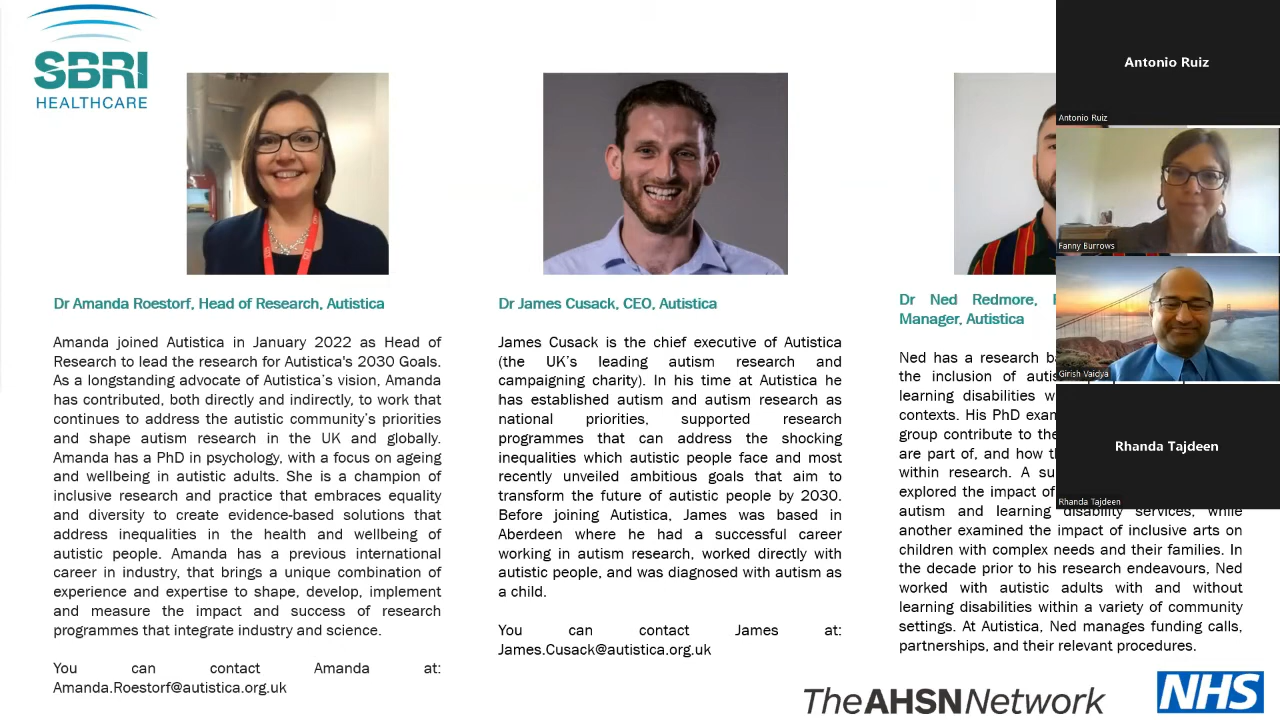 SBRI
HEALTHCARE
Dr Amanda Roestorf, Head of Research, Autistica
Amanda joined Autistica in January 2022 as Head of
Research to lead the research for Autistica's 2030 Goals.
As a longstanding advocate of Autistica’s vision, Amanda
has contributed, both directly and indirectly, to work that
continues to address the autistic community’s priorities
and shape autism research in the UK and globally.
Amanda has a PhD in psychology, with a focus on ageing
and wellbeing in autistic adults. She is a champion of
inclusive research and practice that embraces equality
and diversity to create evidence-based solutions that
address inequalities in the health and wellbeing of
autistic people. Amanda has a previous international
career in industry, that brings a unique combination of
experience and expertise to shape, develop, implement
and measure the impact and success of research
programmes that integrate industry and science.
You can contact Amanda at:
Amanda.Roestorf@autistica.org.uk
Dr James Cusack, CEO, Autistica
James Cusack is the chief executive of Autistica
(the UK’s leading autism research and
campaigning charity). In his time at Autistica he
has established autism and autism research as
national priorities, supported research
programmes that can address the shocking
inequalities which autistic people face and most
recently unveiled ambitious goals that aim to
transform the future of autistic people by 2030.
Before joining Autistica, James was based in
Aberdeen where he had a successful career
working in autism research, worked directly with
autistic people, and was diagnosed with autism as
a child.
You can contact James at:
James.Cusack@autistica.org.uk
Dr Ned Redmore,
Manager, Autistica
Ned has a research
the inclusion of
learning disabilities
contexts. His PhD
group contribute to the
are part of, and how
within research. A
explored the impact of
autism and learning disability services, while
another examined the impact of inclusive arts on
children with complex needs and their families. In
the decade prior to his research endeavours, Ned
worked with autistic adults with and without
learning disabilities within a variety of community
settings. At Autistica, Ned manages funding calls,
partnerships, and their relevant procedures.
Antonio Ruiz
Antonio Ruiz
Fanny Burrows
Girish Vaidya
Rhanda Tajdeen
Rhanda Tajdeen
TheAHSNNetwork
NHS